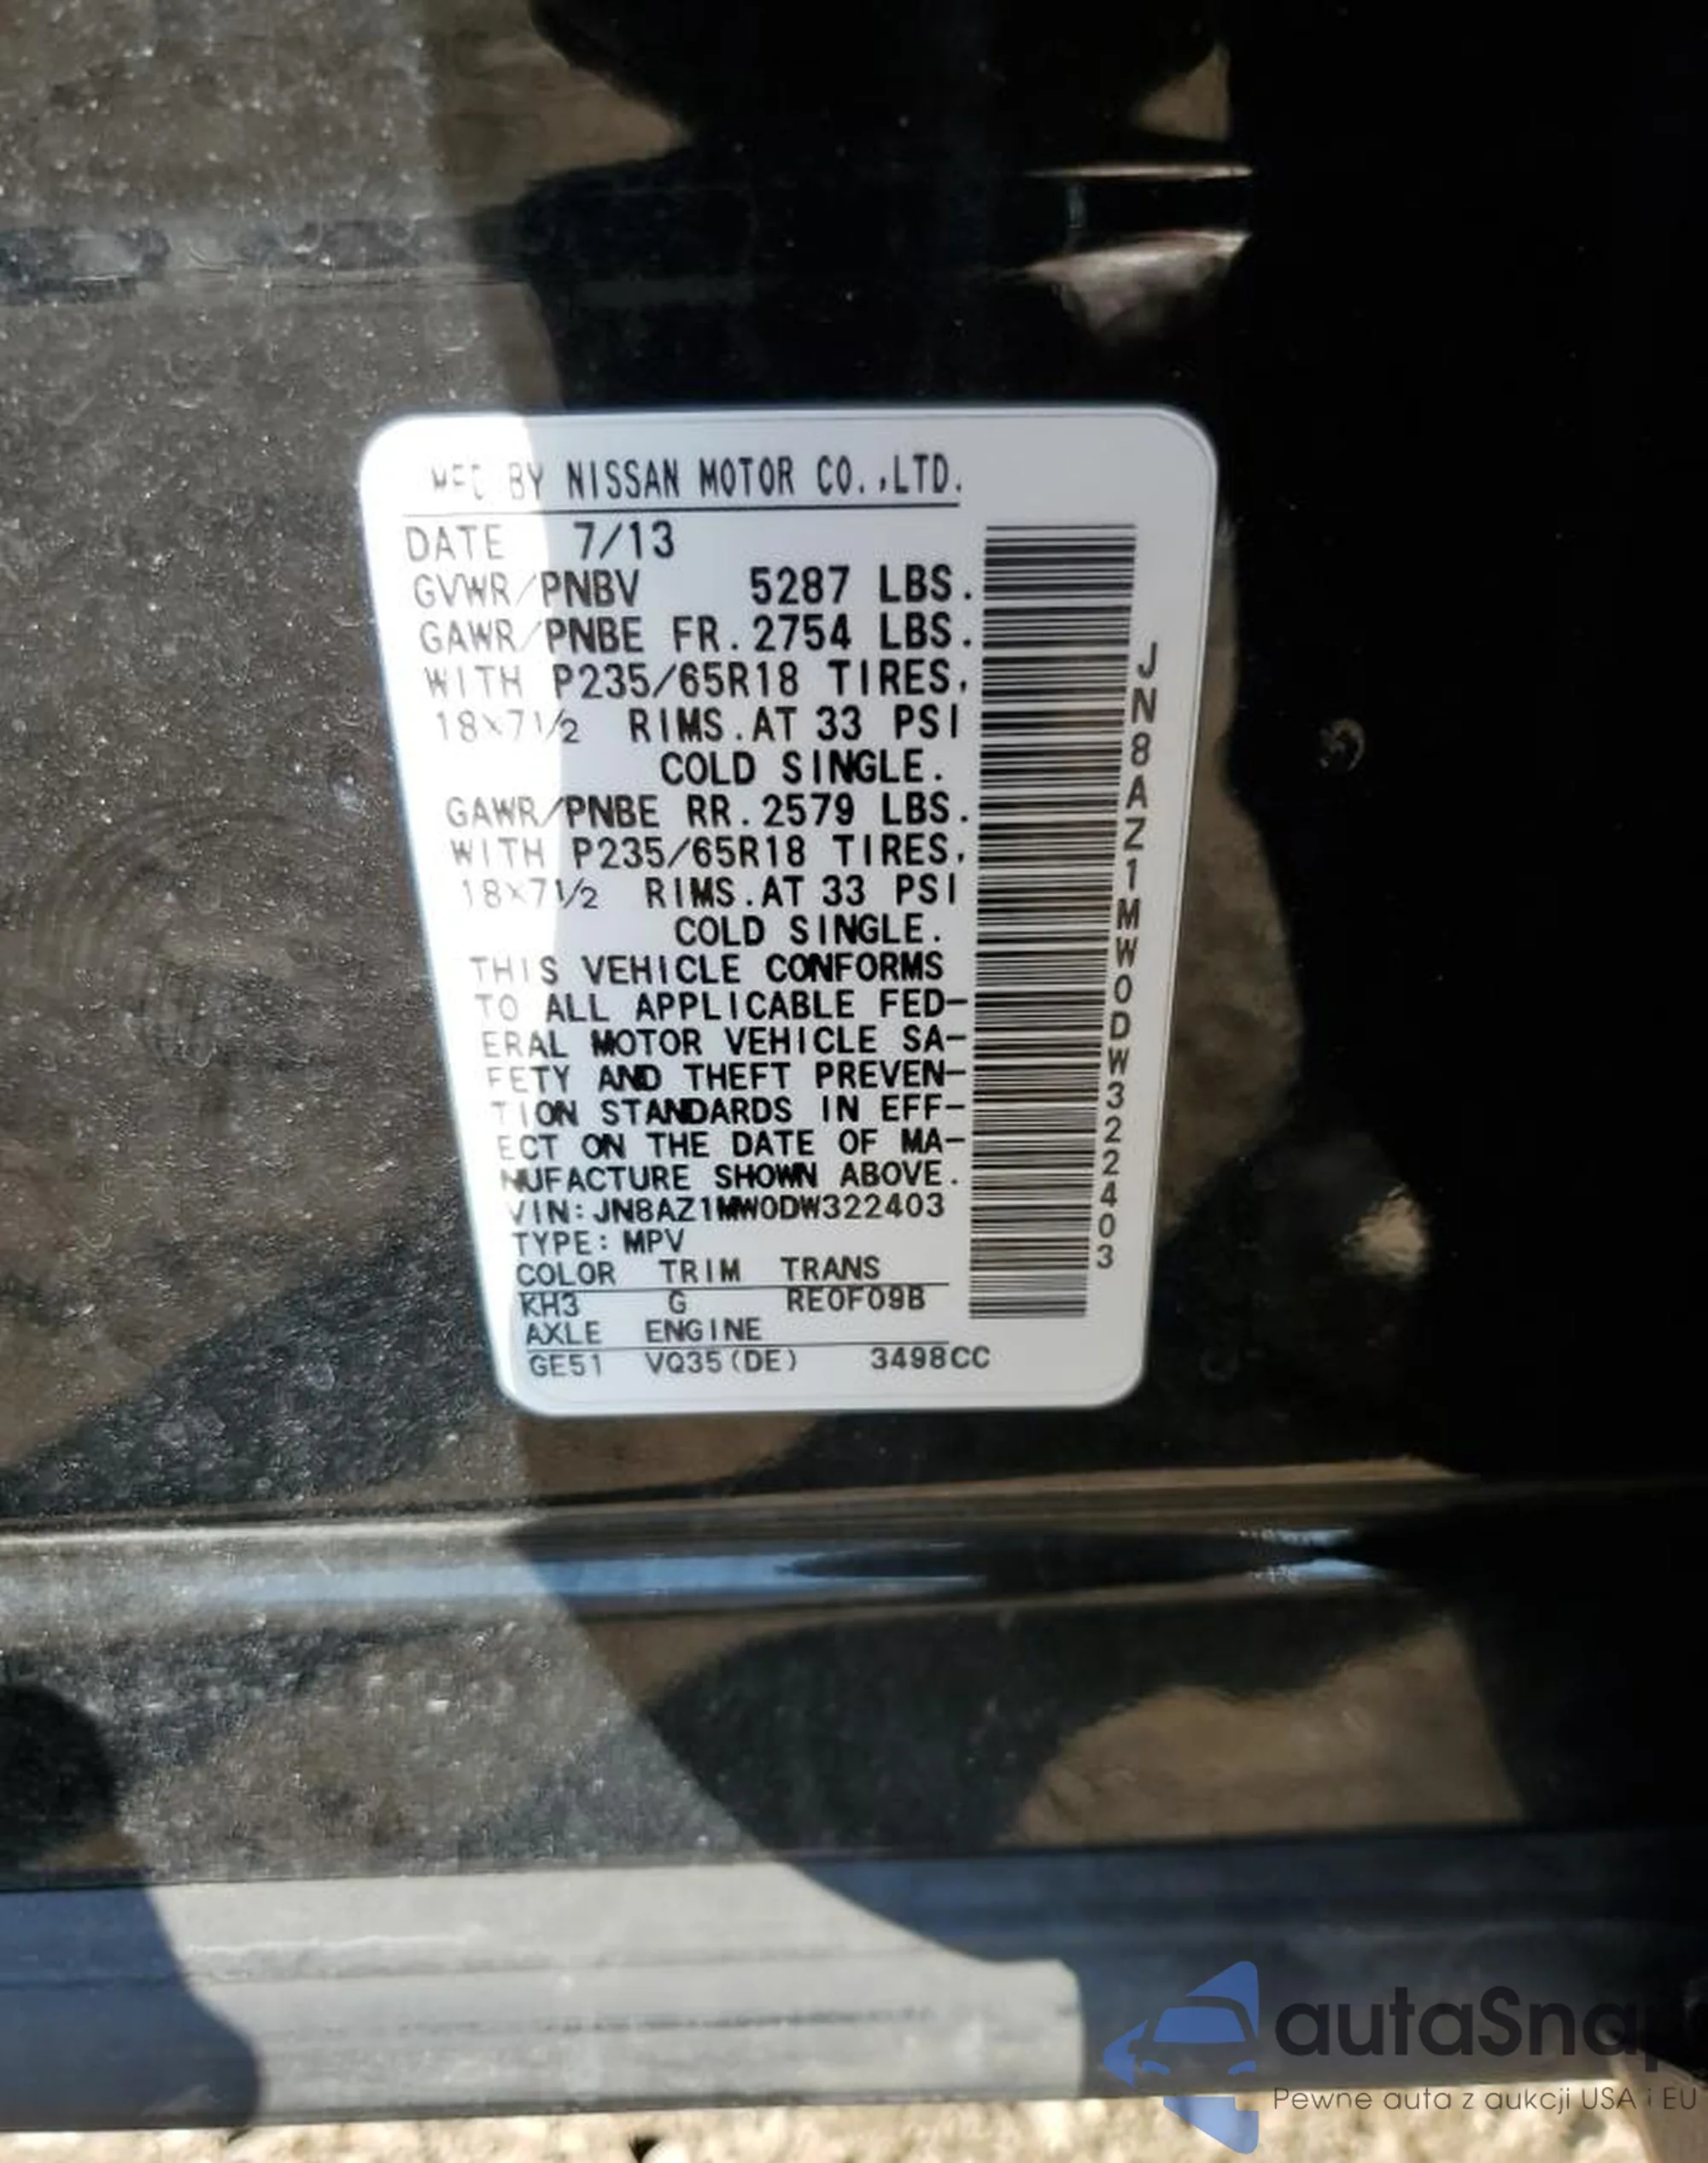 MFD BY NISSAN MOTOR CO.,LTD.
DATE 7/13
GVWR/PNBV 5287 LBS.
GAWR/PNBE FR.2754 LBS.
WITH P235/65R18 TIRES,
18×7½ RIMS.AT 33 PSI
COLD SINGLE.
GAWR/PNBE RR.2579 LBS.
WITH P235/65R18 TIRES,
18×7½ RIMS.AT 33 PSI
COLD SINGLE.
THIS VEHICLE CONFORMS
TO ALL APPLICABLE FED-
ERAL MOTOR VEHICLE SA-
FETY AND THEFT PREVEN-
TION STANDARDS IN EFF-
ECT ON THE DATE OF MA-
NUFACTURE SHOWN ABOVE.
VIN:JN8AZ1MW0DW322403
TYPE:MPV
COLOR TRIM TRANS
KH3 G RE0F09B
AXLE ENGINE
GE51 VQ35(DE) 3498CC
JN8AZ1MW0DW322403
autaSna
Pewne auta z aukcji USA i EU